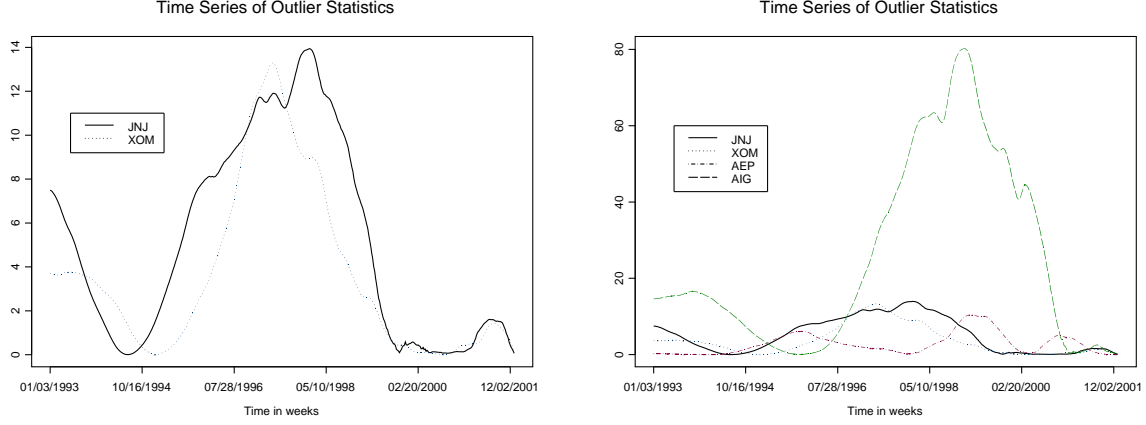 Time Series of Outlier Statistics
14
12
10
8
6
4
2
0
JNJ
XOM
01/03/1993 10/16/1994 07/28/1996 05/10/1998 02/20/2000 12/02/2001
Time in weeks
Time Series of Outlier Statistics
80
60
40
20
0
JNJ
XOM
AEP
AIG
01/03/1993 10/16/1994 07/28/1996 05/10/1998 02/20/2000 12/02/2001
Time in weeks